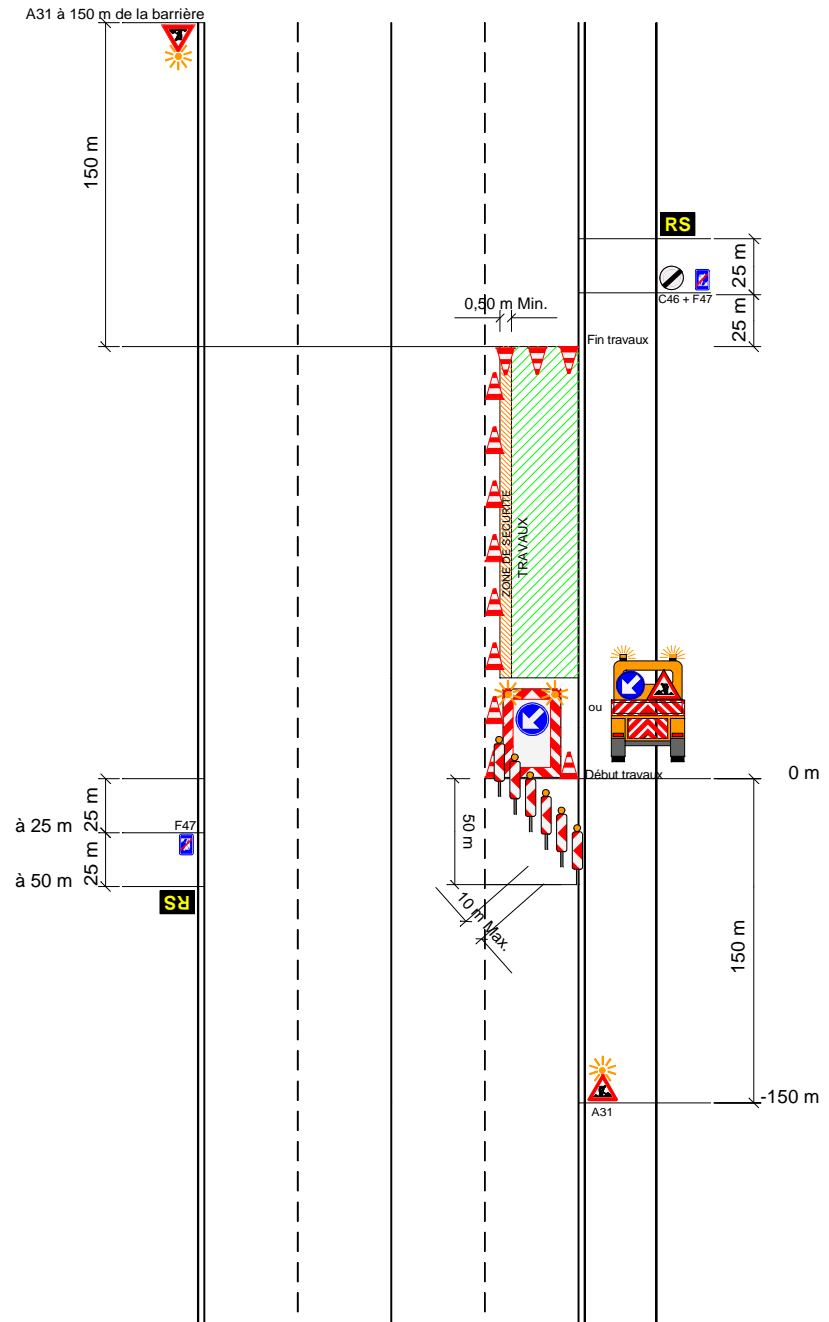 A31 à 150 m de la barrière
150 m
RS
25 m
C46 + F47
25 m
0,50 m Min.
Fin travaux
ZONE DE SECURITE
TRAVAUX
ou
Début travaux
0 m
25 m
à 25 m
F47
25 m
à 50 m
RS
50 m
10 m Max.
150 m
-150 m
A31